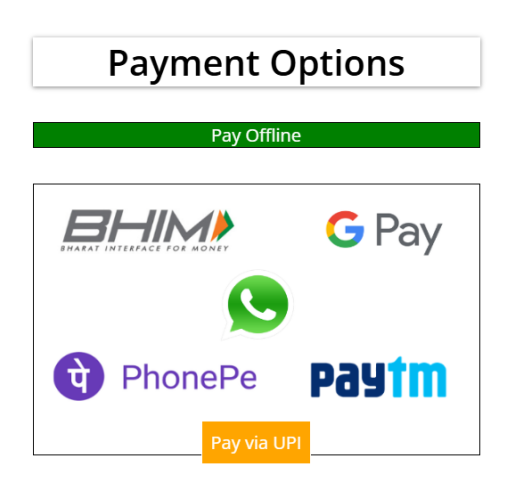 Payment Options
Pay Offline
BHIM
BHARAT INTERFACE FOR MONEY
G Pay
पे PhonePe
paytm
Pay via UPI